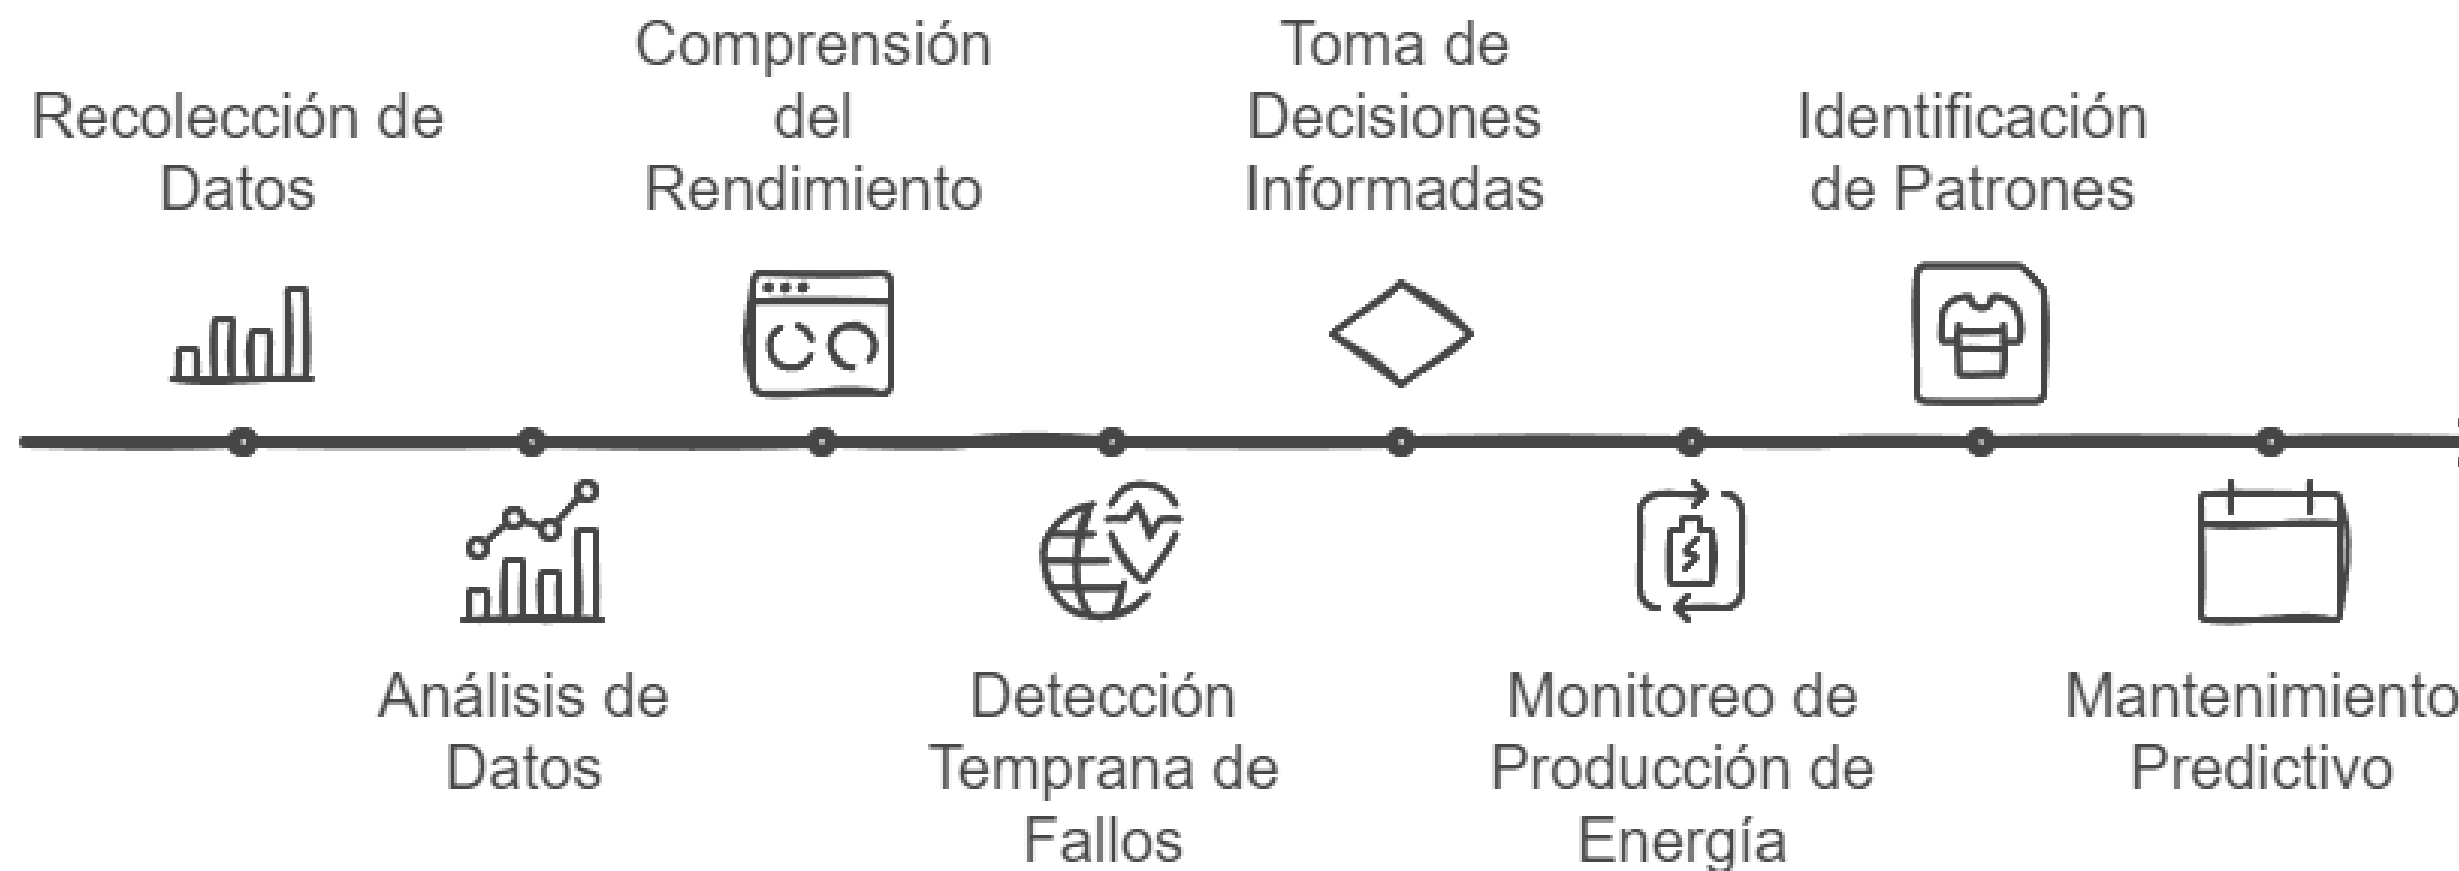 Recolección de
Datos
Análisis de
Datos
Comprensión
del
Rendimiento
Detección
Temprana de
Fallos
Toma de
Decisiones
Informadas
Monitoreo de
Producción de
Energía
Identificación
de Patrones
Mantenimiento
Predictivo